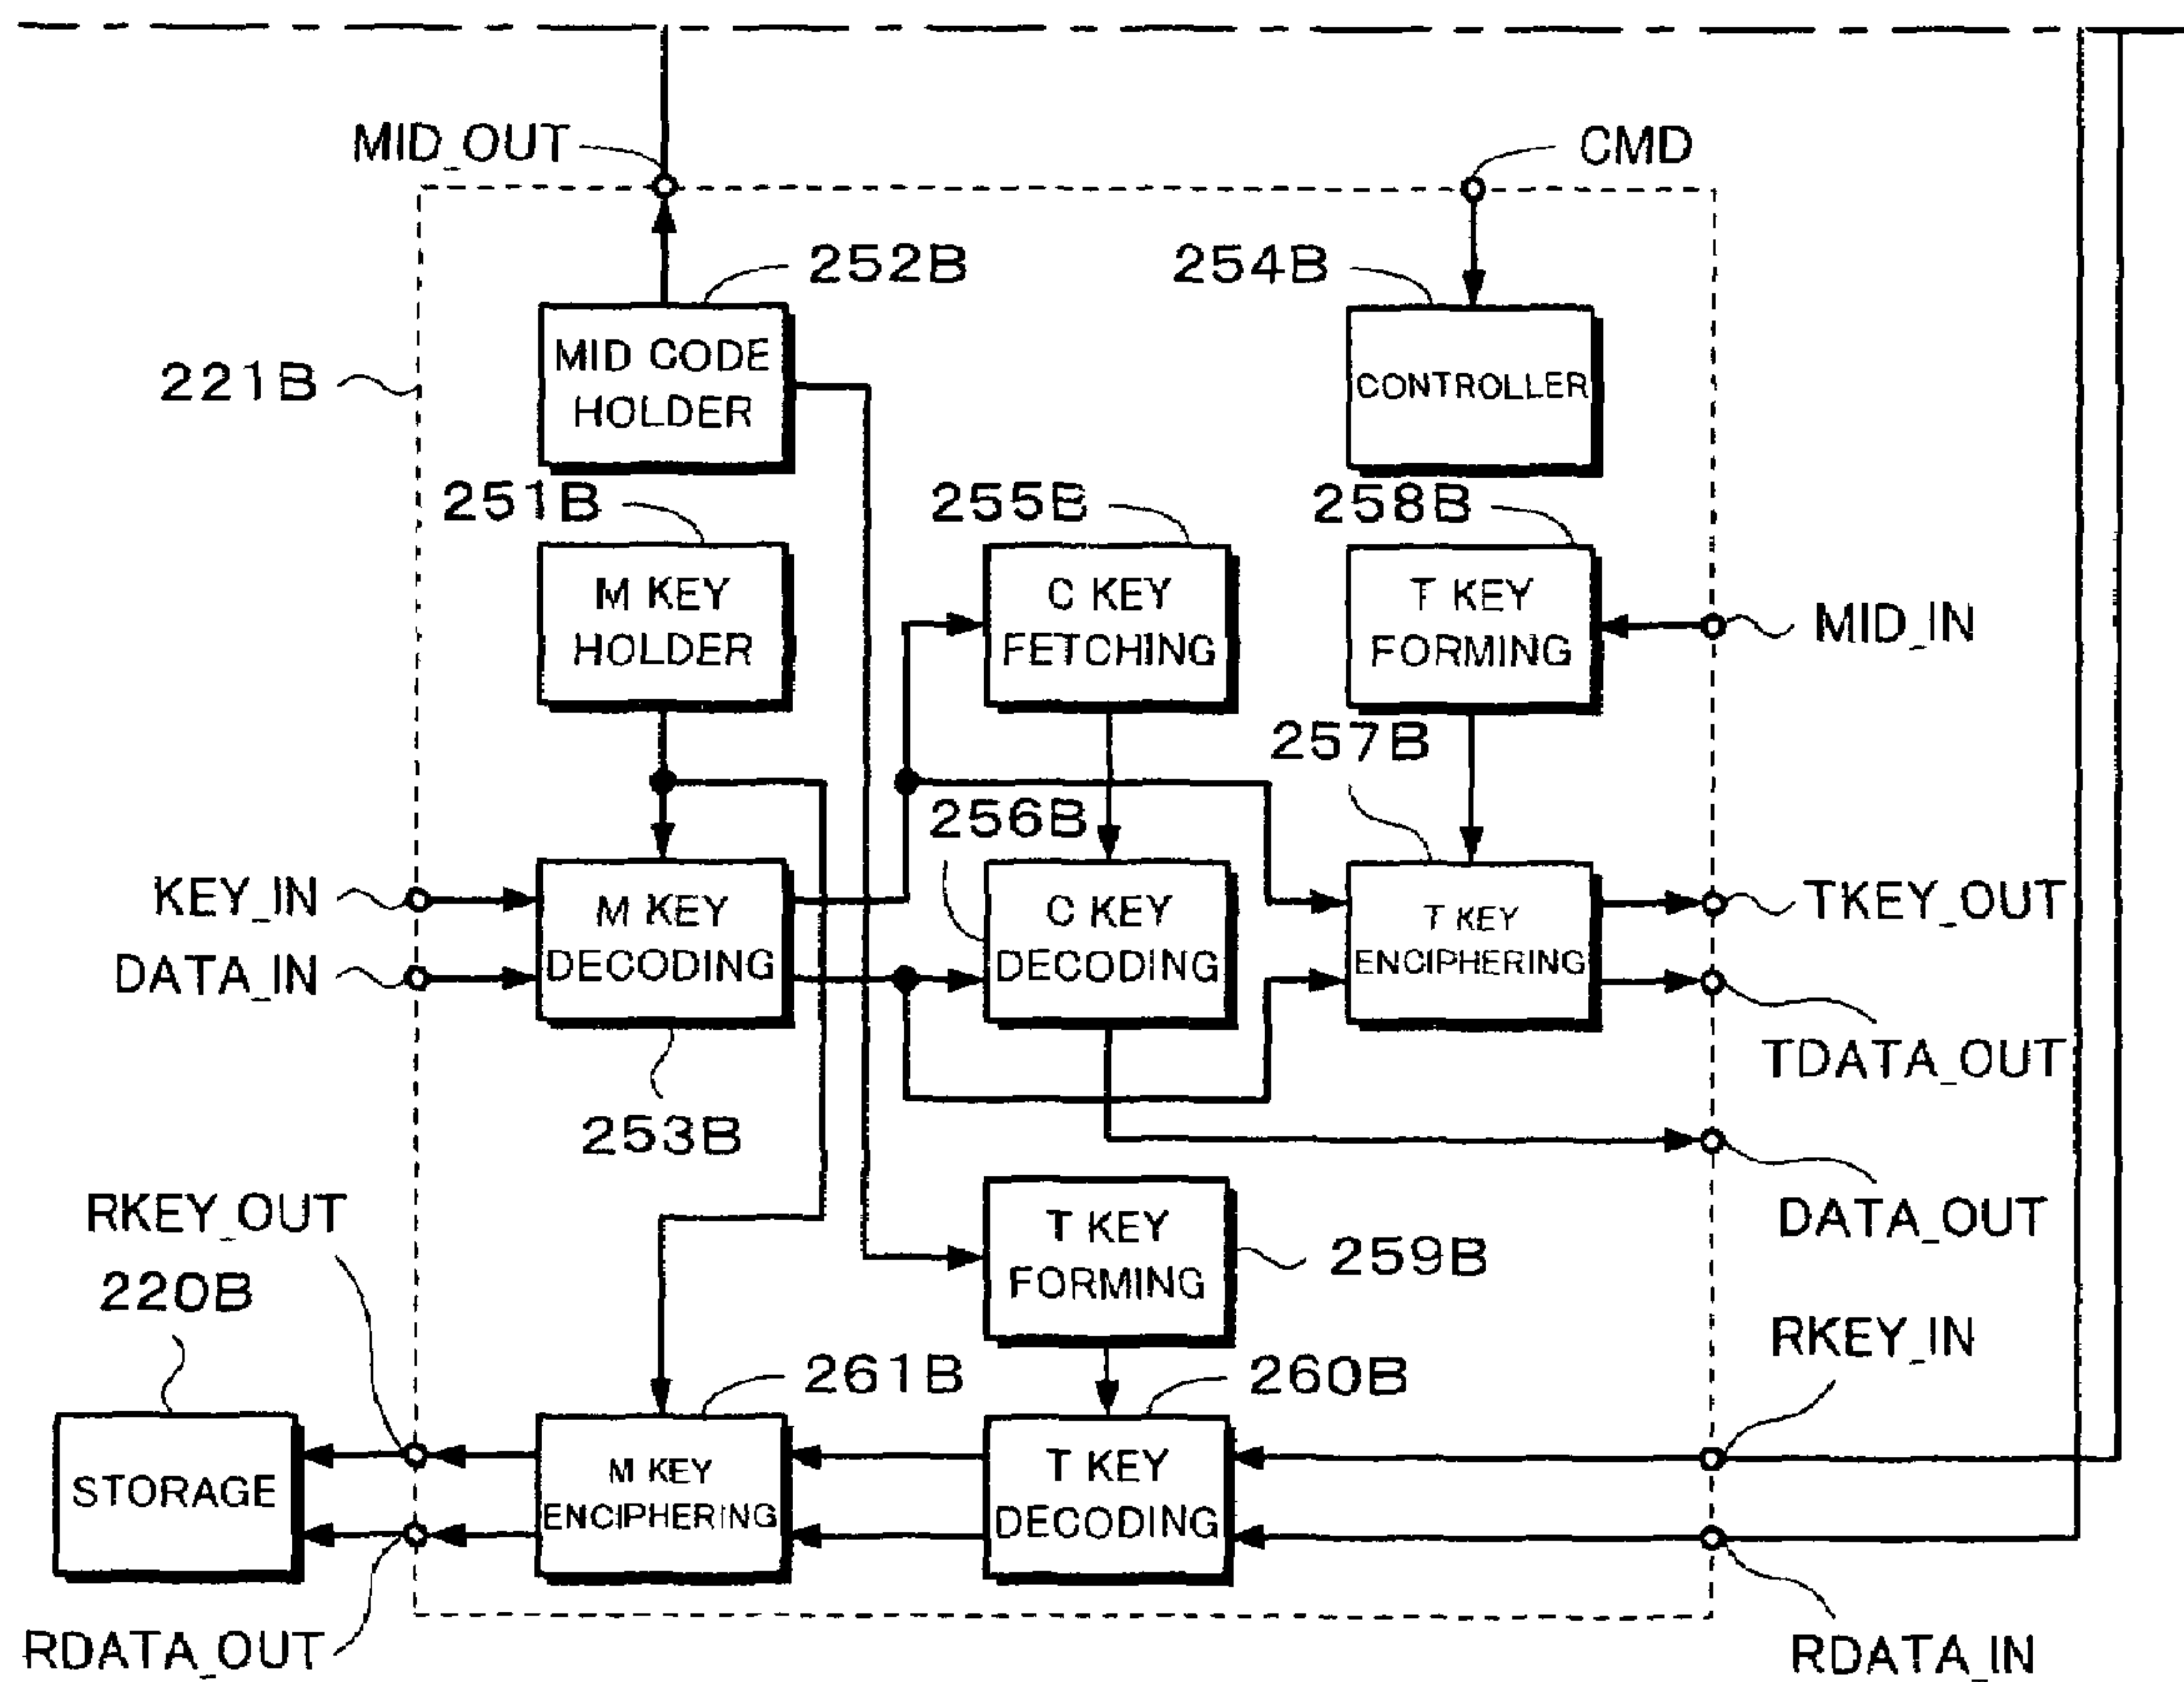 MID_OUT
CMD
252B
254B
MID CODE
HOLDER
CONTROLLER
221B
251B
255B
258B
M KEY
HOLDER
C KEY
FETCHING
T KEY
FORMING
MID_IN
257B
256B
KEY_IN
DATA_IN
M KEY
DECODING
C KEY
DECODING
T KEY
ENCIPHERING
TKEY_OUT
TDATA_OUT
253B
DATA_OUT
RKEY_OUT
220B
T KEY
FORMING
259B
RKEY_IN
261B
260B
STORAGE
M KEY
ENCIPHERING
T KEY
DECODING
RDATA_OUT
RDATA_IN